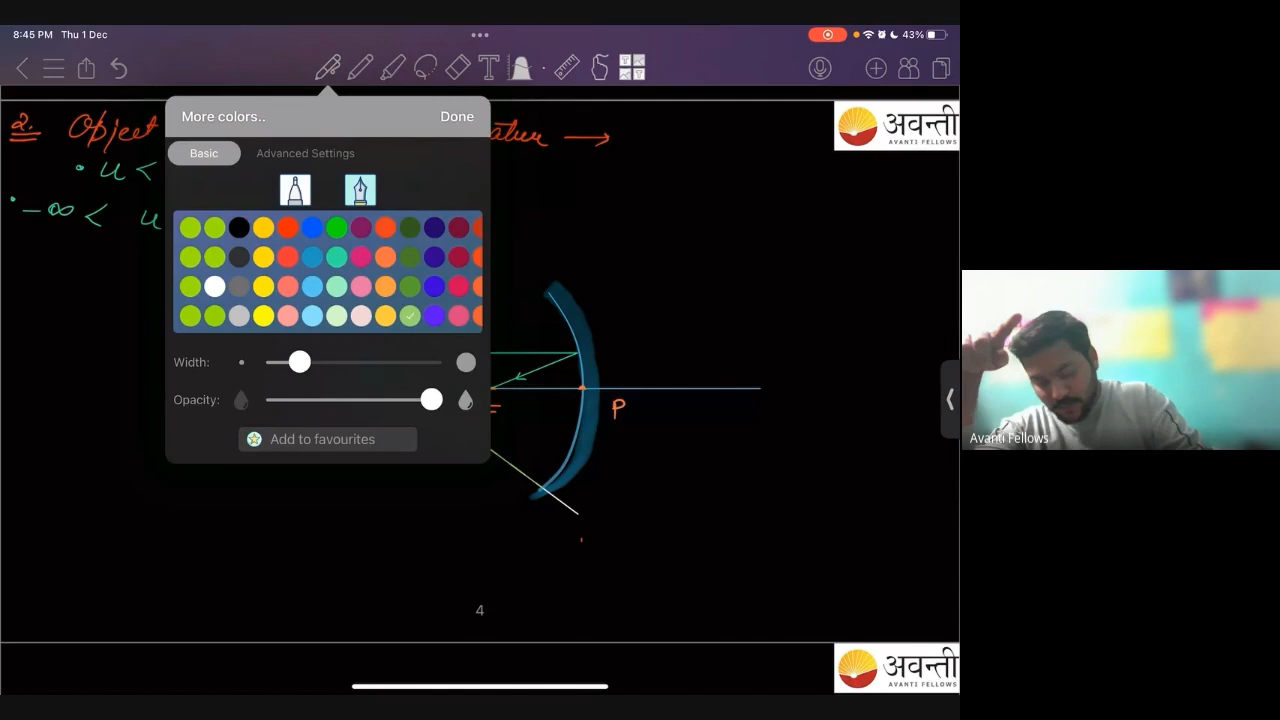 8:45 PM Thu 1 Dec
43%
2. Object
ature →
अवन्ती
AVANTI FELLOWS
• u <
• -∞ < u
More colors..
Done
Basic
Advanced Settings
Width:
Opacity:
Add to favourites
P
Avanti Fellows
4
अवन्ती
AVANTI FELLOWS